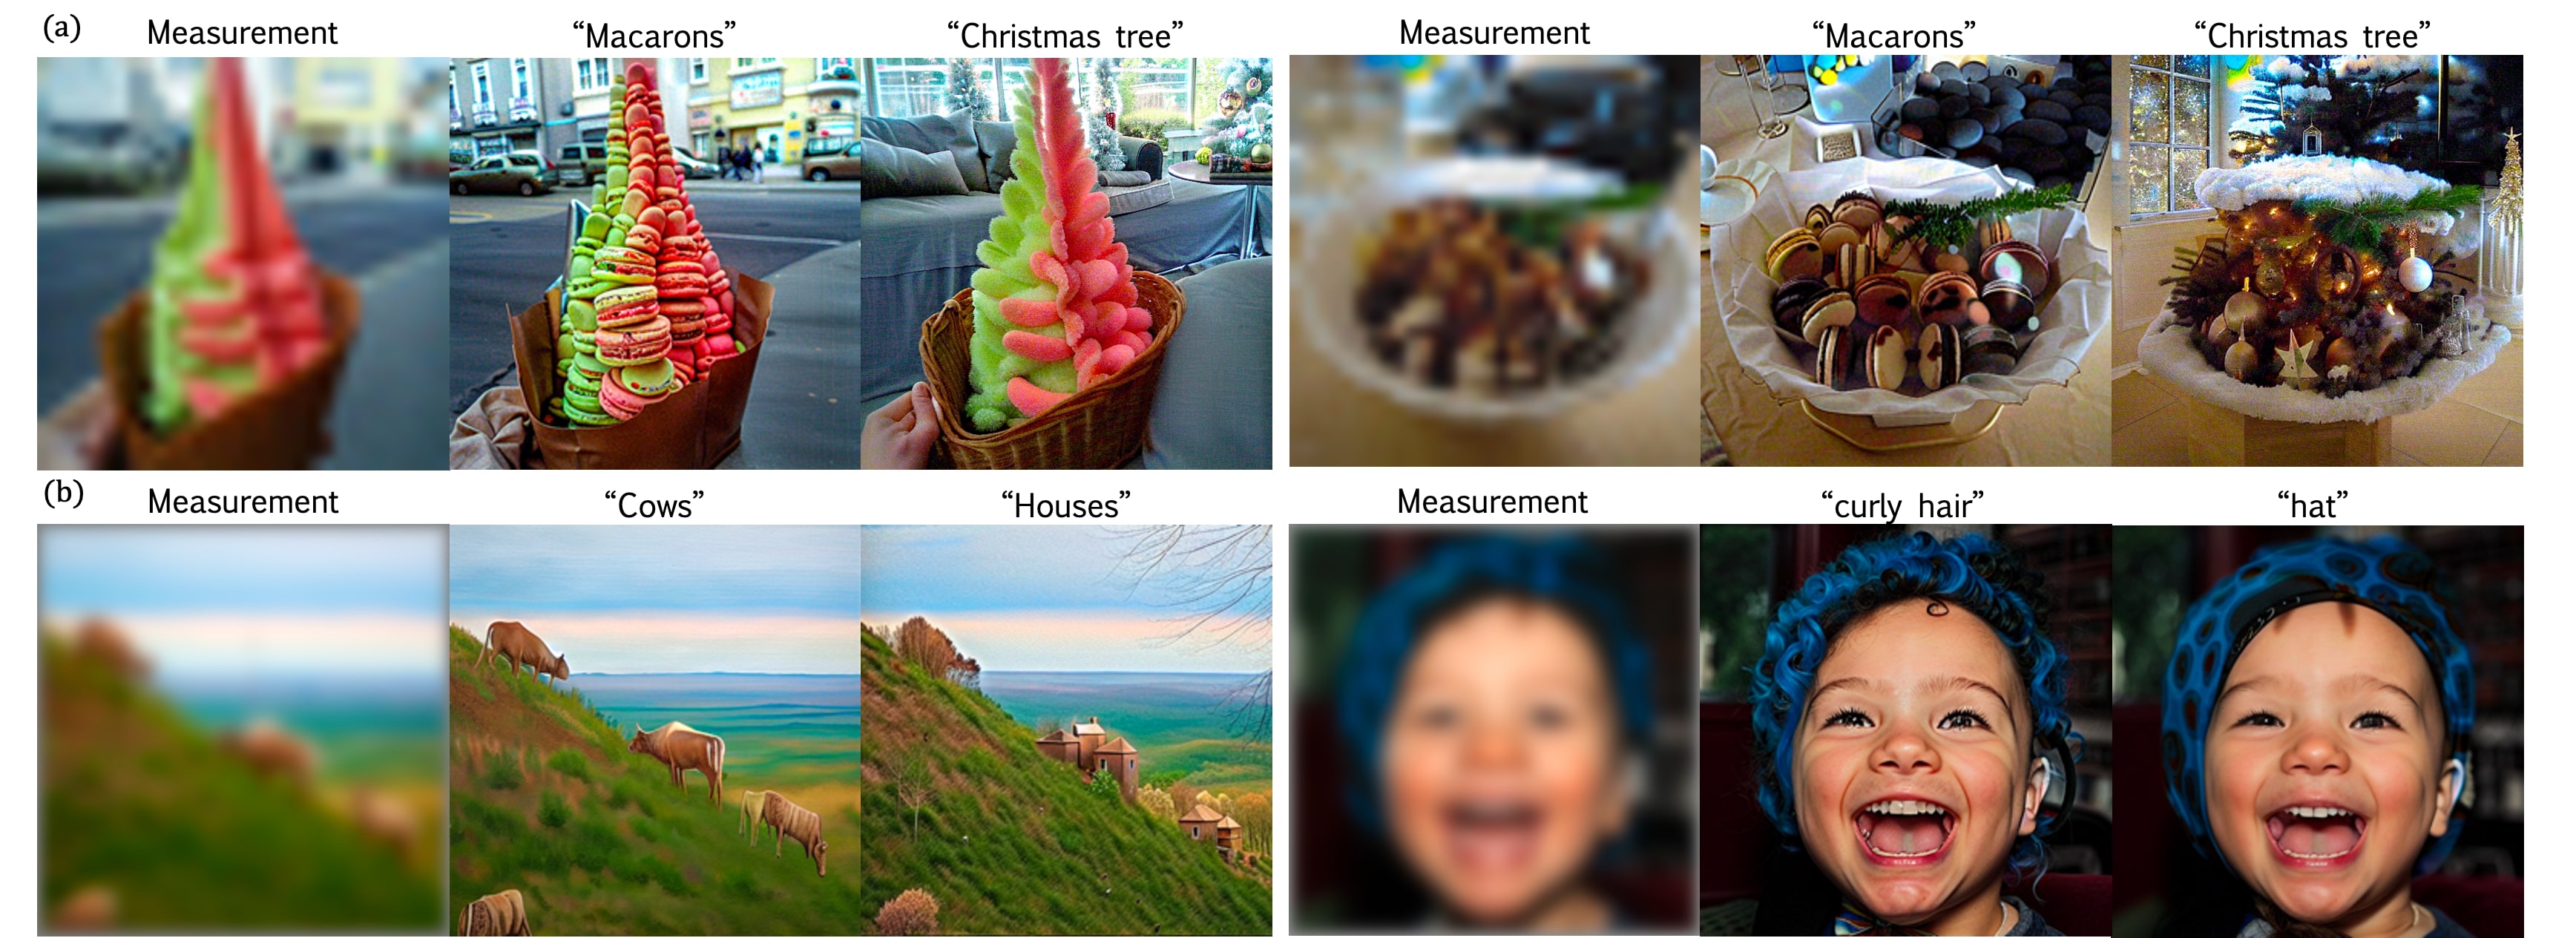 (a) Measurement “Macarons” “Christmas tree” Measurement “Macarons” “Christmas tree”
(b) Measurement “Cows” “Houses” Measurement “curly hair” “hat”